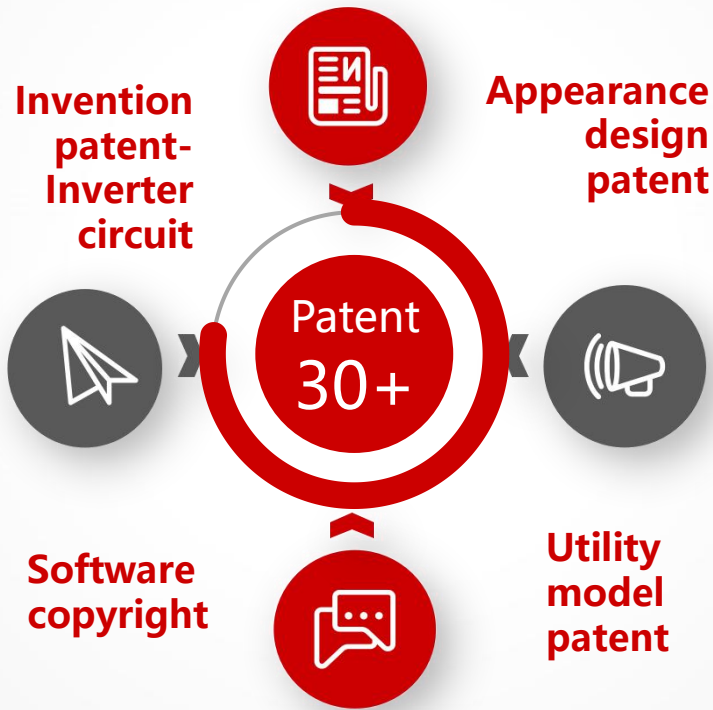 Invention
patent-
Inverter
circuit
Appearance
design
patent
Patent
30+
Software
copyright
Utility
model
patent